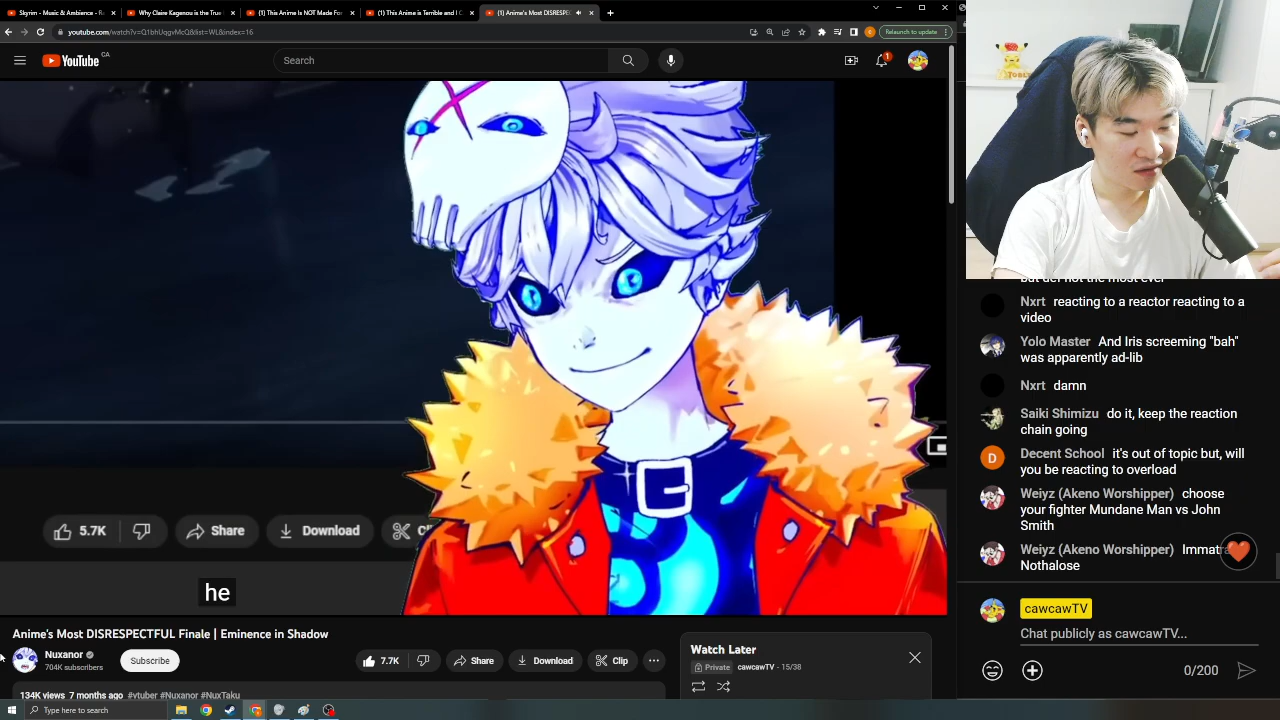 Slgrim - Music & Ambience - R
Why Claire Kagenou is the True
(1) This Anime Is NOT Made For
(1) This Anime is Terrible and I C
(1) Anime's Most DISRESPEC
youtube.com/watch?v=Q1bhUqgvMcQ&list=WL&index=16
Relaunch to update
YouTube CA
Search
1
5.7K
Share
Download
he
Anime's Most DISRESPECTFUL Finale | Eminence in Shadow
Nuxanor
704K subscribers
Subscribe
7.7K
Share
Download
Clip
134K views 7 months ago #vtuber #Nuxanor #NuxTaku
Watch Later
Private cawcawTV - 15/38
Nxrt reacting to a reactor reacting to a
video
Yolo Master And Iris screeming "bah"
was apparently ad-lib
Nxrt damn
Saiki Shimizu do it, keep the reaction
chain going
D
Decent School it's out of topic but, will
you be reacting to overload
Weiyz (Akeno Worshipper) choose
your fighter Mundane Man vs John
Smith
Weiyz (Akeno Worshipper) Immatra
Nothalose
cawcawTV
Chat publicly as cawcawTV...
0/200
Type here to search